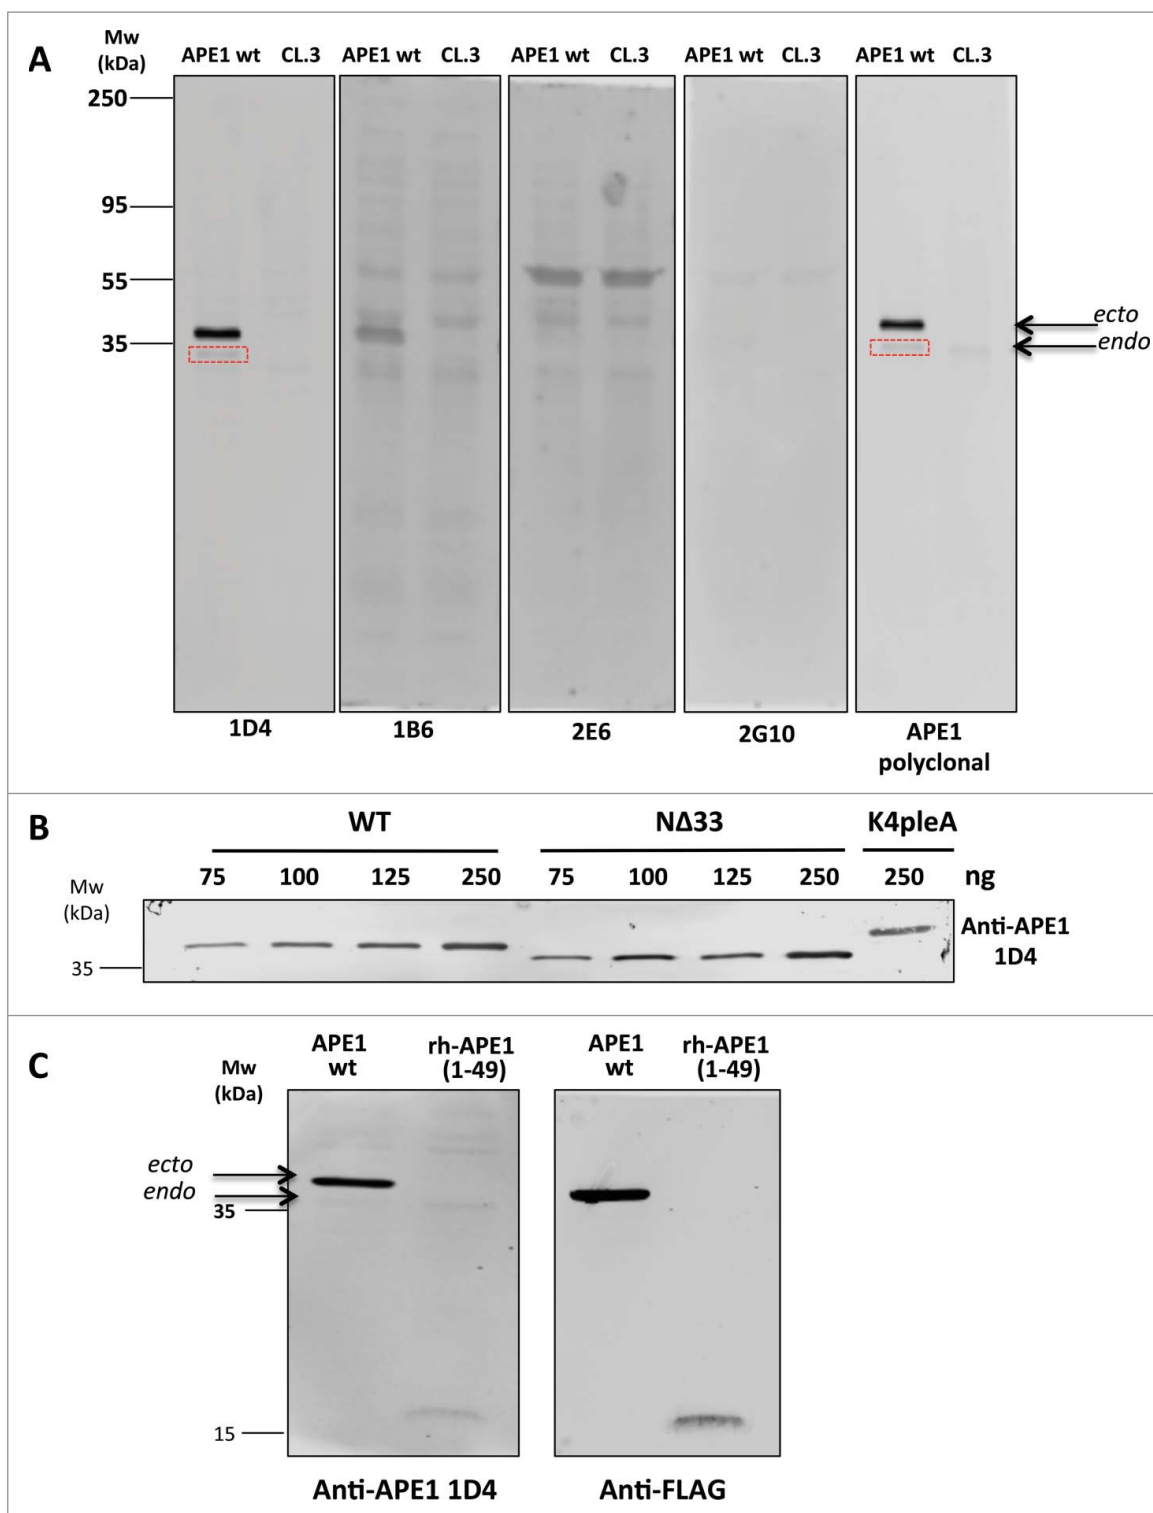 A
Mw
(kDa)
APE1 wt CL.3
APE1 wt CL.3
APE1 wt CL.3
APE1 wt CL.3
APE1 wt CL.3
250
95
55
35
ecto
endo
1D4
1B6
2E6
2G10
APE1
polyclonal
B
WT
NΔ33
K4pleA
Mw
(kDa)
75 100 125 250 75 100 125 250 250 ng
35
Anti-APE1
1D4
C
Mw
(kDa)
APE1
wt
rh-APE1
(1-49)
APE1
wt
rh-APE1
(1-49)
ecto
endo
35
15
Anti-APE1 1D4
Anti-FLAG